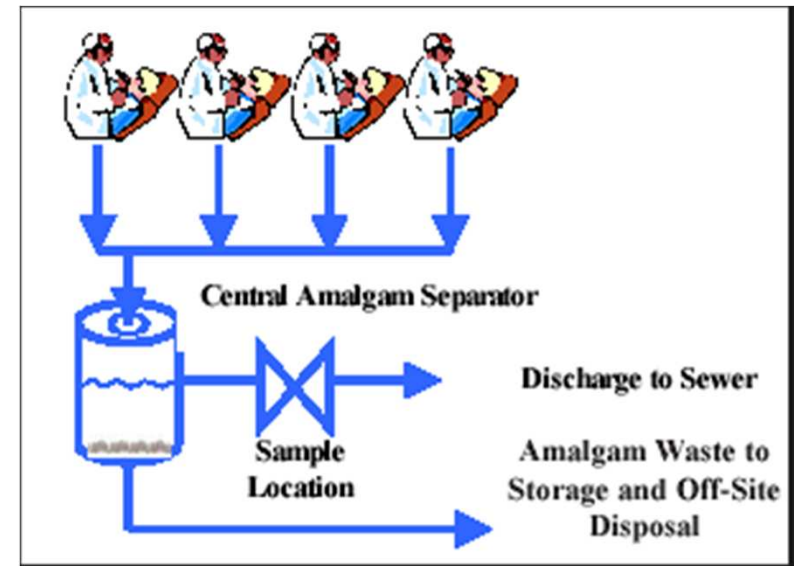 Central Amalgam Separator
Discharge to Sewer
Sample
Location
Amalgam Waste to
Storage and Off-Site
Disposal